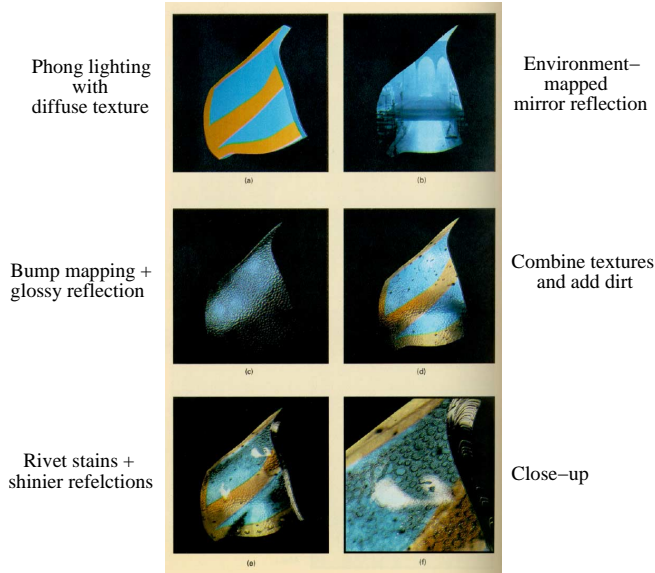 Phong lighting
with
diffuse texture
Environment−
mapped
mirror reflection
(a)
(b)
Bump mapping +
glossy reflection
Combine textures
and add dirt
(c)
(d)
Rivet stains +
shinier refelctions
Close−up
(e)
(f)